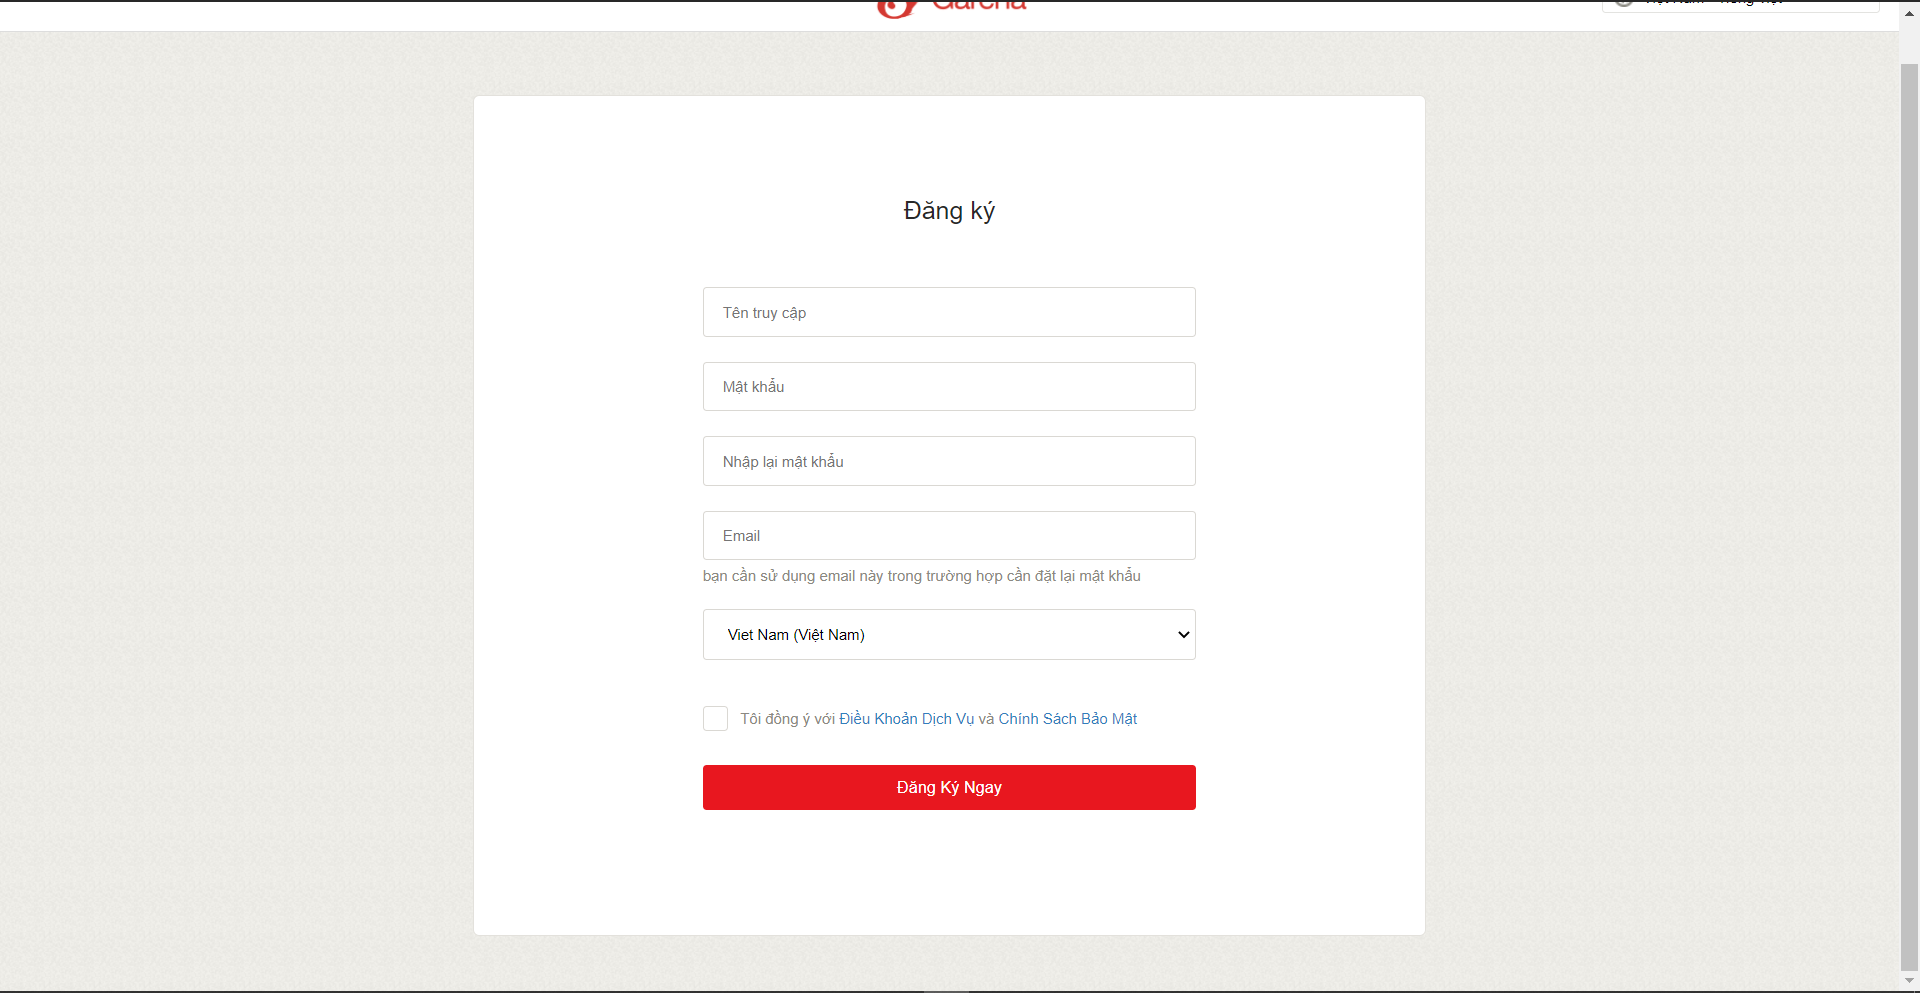 Garena
Đăng ký
Tên truy cập
Mật khẩu
Nhập lại mật khẩu
Email
bạn cần sử dụng email này trong trường hợp cần đặt lại mật khẩu
Viet Nam (Việt Nam)
Tôi đồng ý với Điều Khoản Dịch Vụ và Chính Sách Bảo Mật
Đăng Ký Ngay